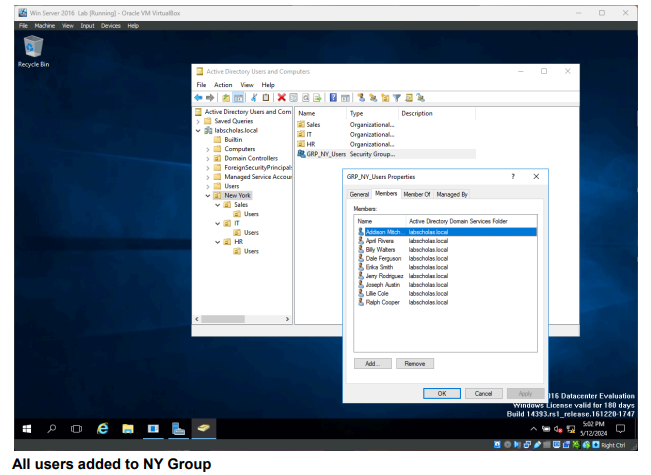 Win Server 2016 Lab [Running] - Oracle VM VirtualBox
File Machine View Input Devices Help
Recycle Bin
Active Directory Users and Computers
File Action View Help
Active Directory Users and Com
Saved Queries
labscholas.local
Builtin
Computers
Domain Controllers
ForeignSecurityPrincipals
Managed Service Accour
Users
New York
Sales
Users
IT
Users
HR
Users
Name Type Description
Sales Organizational...
IT Organizational...
HR Organizational...
GRP_NY_Users Security Group...
GRP_NY_Users Properties
General Members Member Of Managed By
Members:
Name Active Directory Domain Services Folder
Addison Mitch... labscholas.local
April Rivera labscholas.local
Billy Walters labscholas.local
Dale Ferguson labscholas.local
Erika Smith labscholas.local
Jerry Rodriguez labscholas.local
Joseph Austin labscholas.local
Lillie Cole labscholas.local
Ralph Cooper labscholas.local
Add... Remove
OK Cancel Apply
16 Datacenter Evaluation
Windows License valid for 180 days
Build 14393.rs1_release.161220-1747
5:02 PM
5/12/2024
Right Ctrl
All users added to NY Group